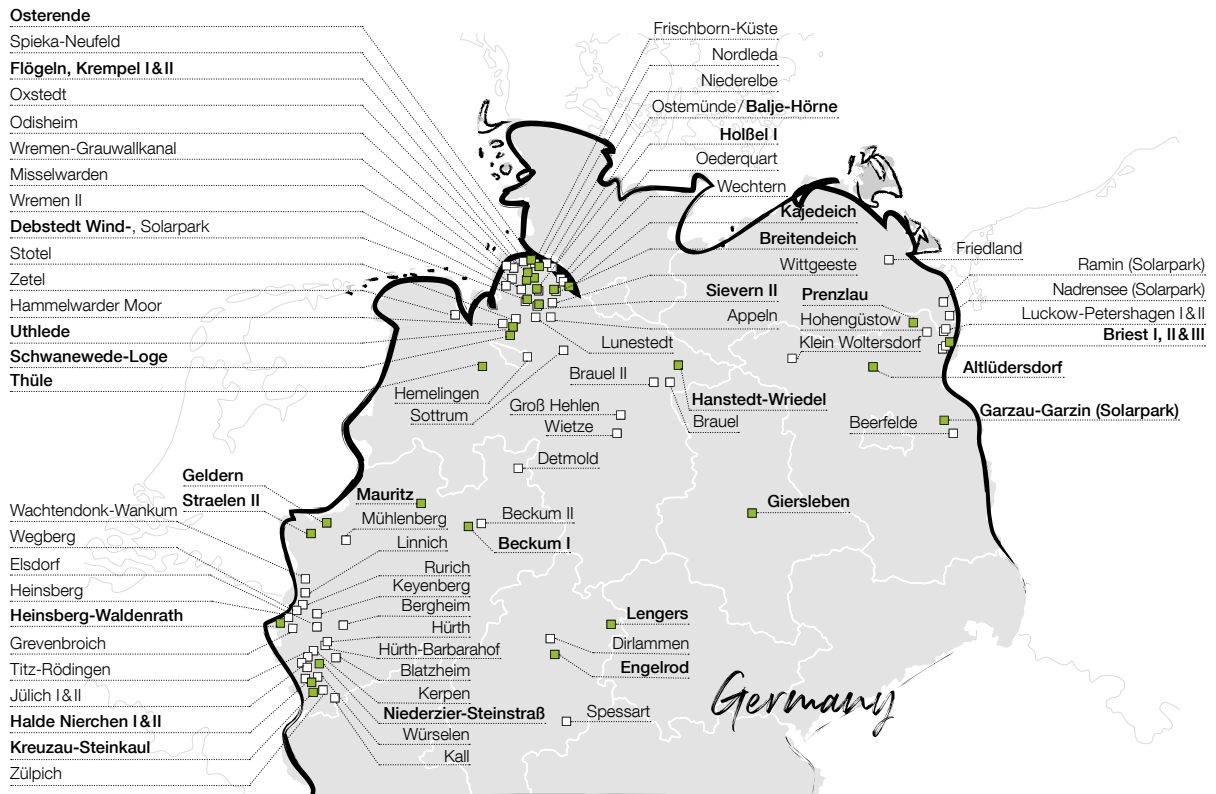 Osterende
Spieka-Neufeld
Flögeln, Krempel I & II
Oxstedt
Odisheim
Wremen-Grauwallkanal
Misselwarden
Wremen II
Debstedt Wind-, Solarpark
Stotel
Zetel
Hammelwarder Moor
Uthlede
Schwanewede-Loge
Thüle
Frischborn-Küste
Nordleda
Niederelbe
Ostemünde/Balje-Hörne
Holßel I
Oederquart
Wechtern
Kajedeich
Breitendeich
Wittgeeste
Sievern II
Appeln
Lunestedt
Friedland
Ramin (Solarpark)
Nadrensee (Solarpark)
Luckow-Petershagen I & II
Briest I, II & III
Prenzlau
Hohengüstow
Klein Woltersdorf
Altlüdersdorf
Garzau-Garzin (Solarpark)
Beerfelde
Hemelingen
Sottrum
Brauel II
Hanstedt-Wriedel
Brauel
Groß Hehlen
Wietze
Detmold
Geldern
Straelen II
Mauritz
Mühlenberg
Beckum II
Beckum I
Giersleben
Wachtendonk-Wankum
Wegberg
Elsdorf
Heinsberg
Heinsberg-Waldenrath
Grevenbroich
Titz-Rödingen
Jülich I & II
Halde Nierchen I & II
Kreuzau-Steinkaul
Zülpich
Linnich
Rurich
Keyenberg
Bergheim
Hürth
Hürth-Barbarahof
Blatzheim
Kerpen
Niederzier-Steinstraß
Würselen
Kall
Lengers
Dirlammen
Engelrod
Spessart
Germany